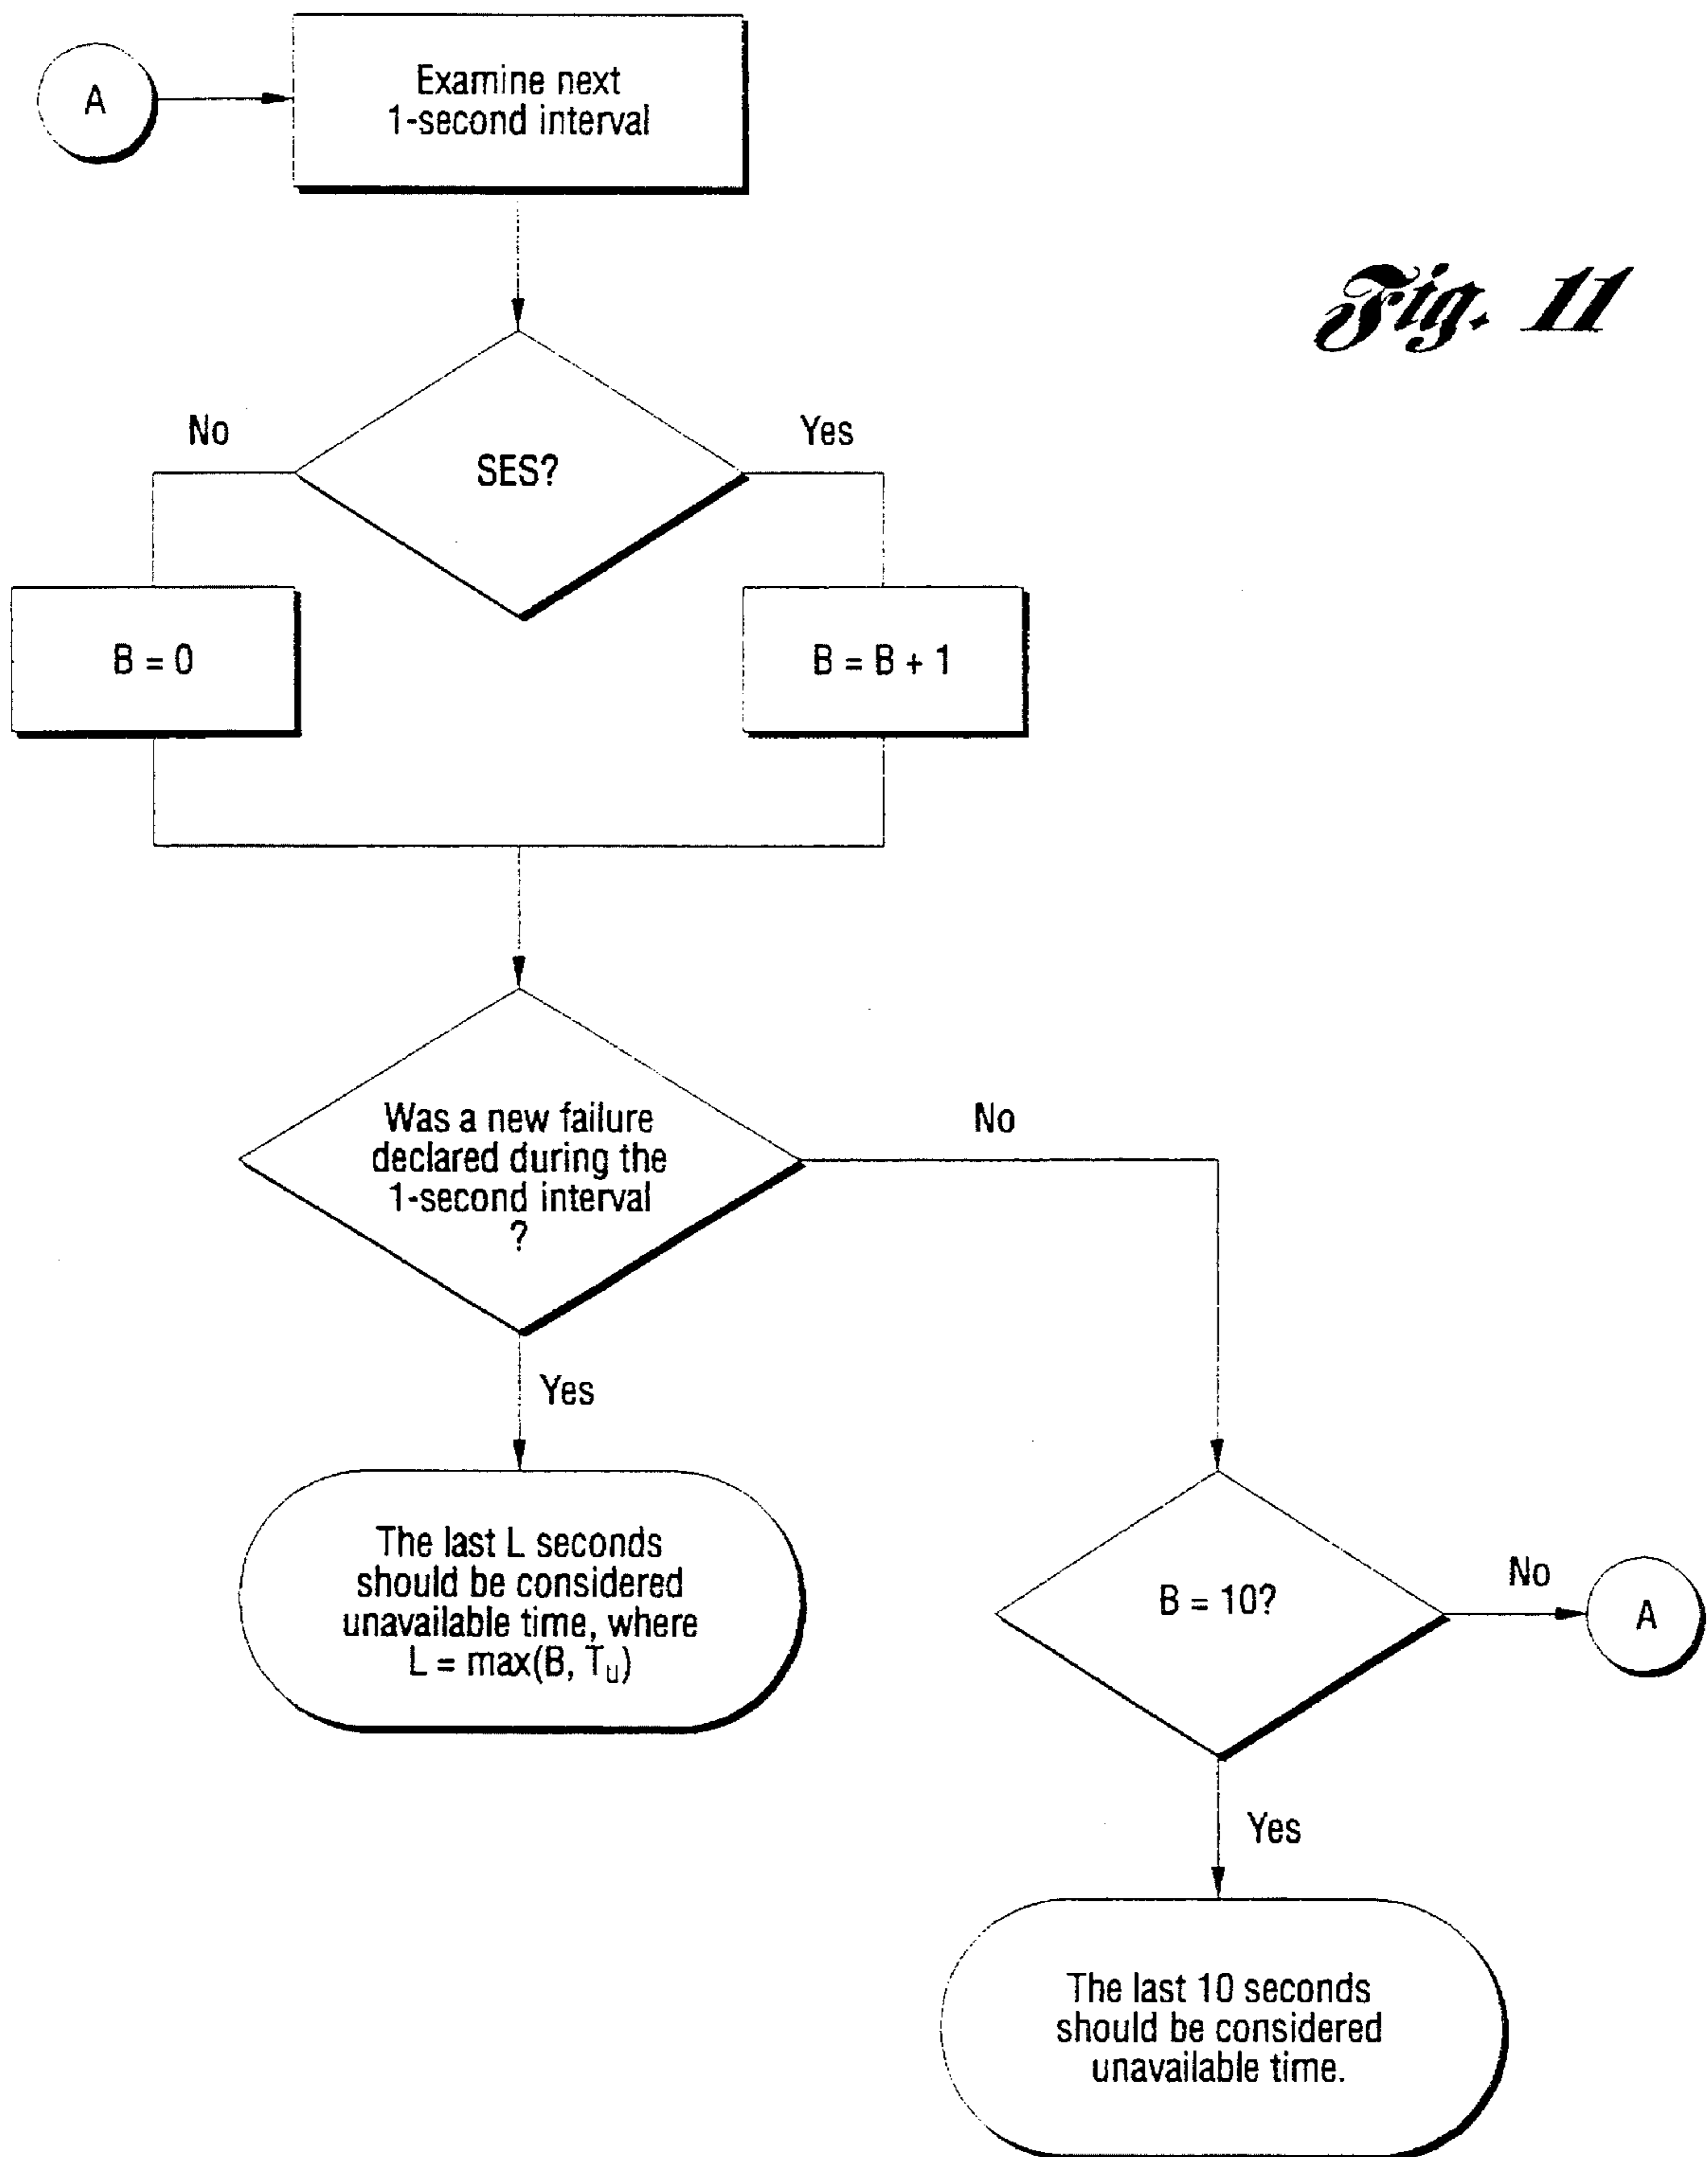 A
Examine next
1-second interval
Fig. 11
No
Yes
SES?
B = 0
B = B + 1
Was a new failure
declared during the
1-second interval
?
No
Yes
The last L seconds
should be considered
unavailable time, where
L = max(B, Tu)
B = 10?
No
A
Yes
The last 10 seconds
should be considered
unavailable time.